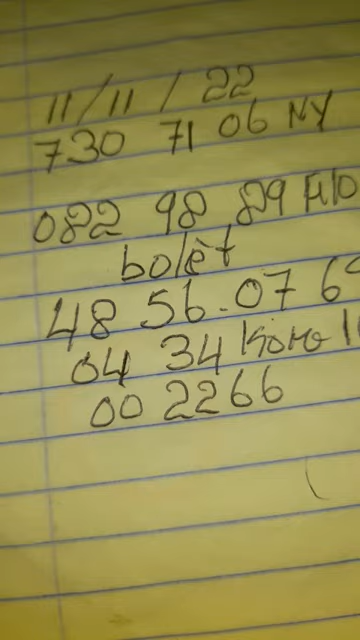 11/11/22
730 71 06 NY
082 98 89 FLO
bolèt
48 56.07 6
04 34
00 2266